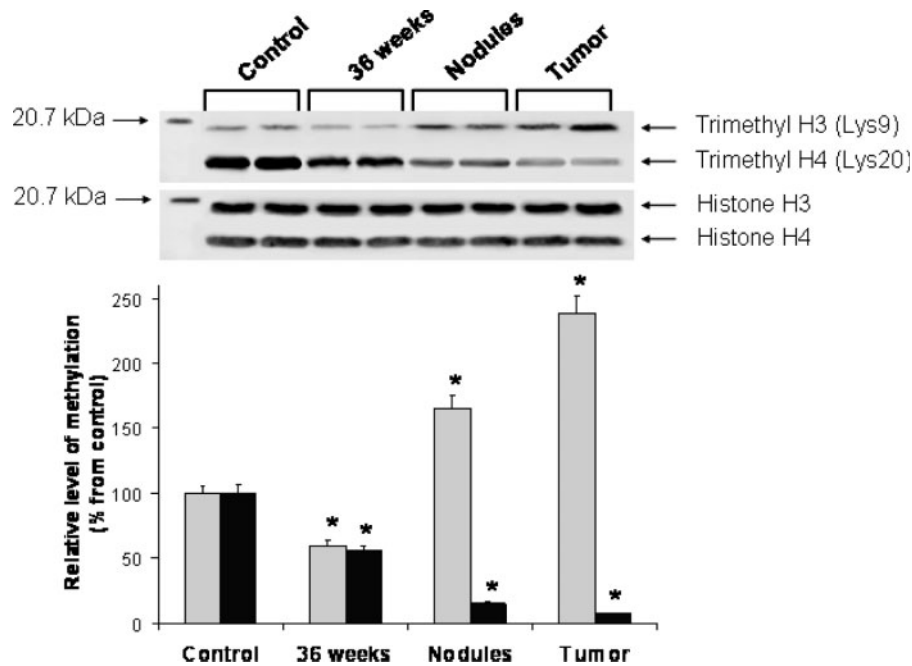 Control 36 weeks Nodules Tumor
20.7 kDa Trimethyl H3 (Lys9)
Trimethyl H4 (Lys20)
20.7 kDa Histone H3
Histone H4
Relative level of methylation
(% from control)
250
200
150
100
50
0
* * * * * *
Control 36 weeks Nodules Tumor